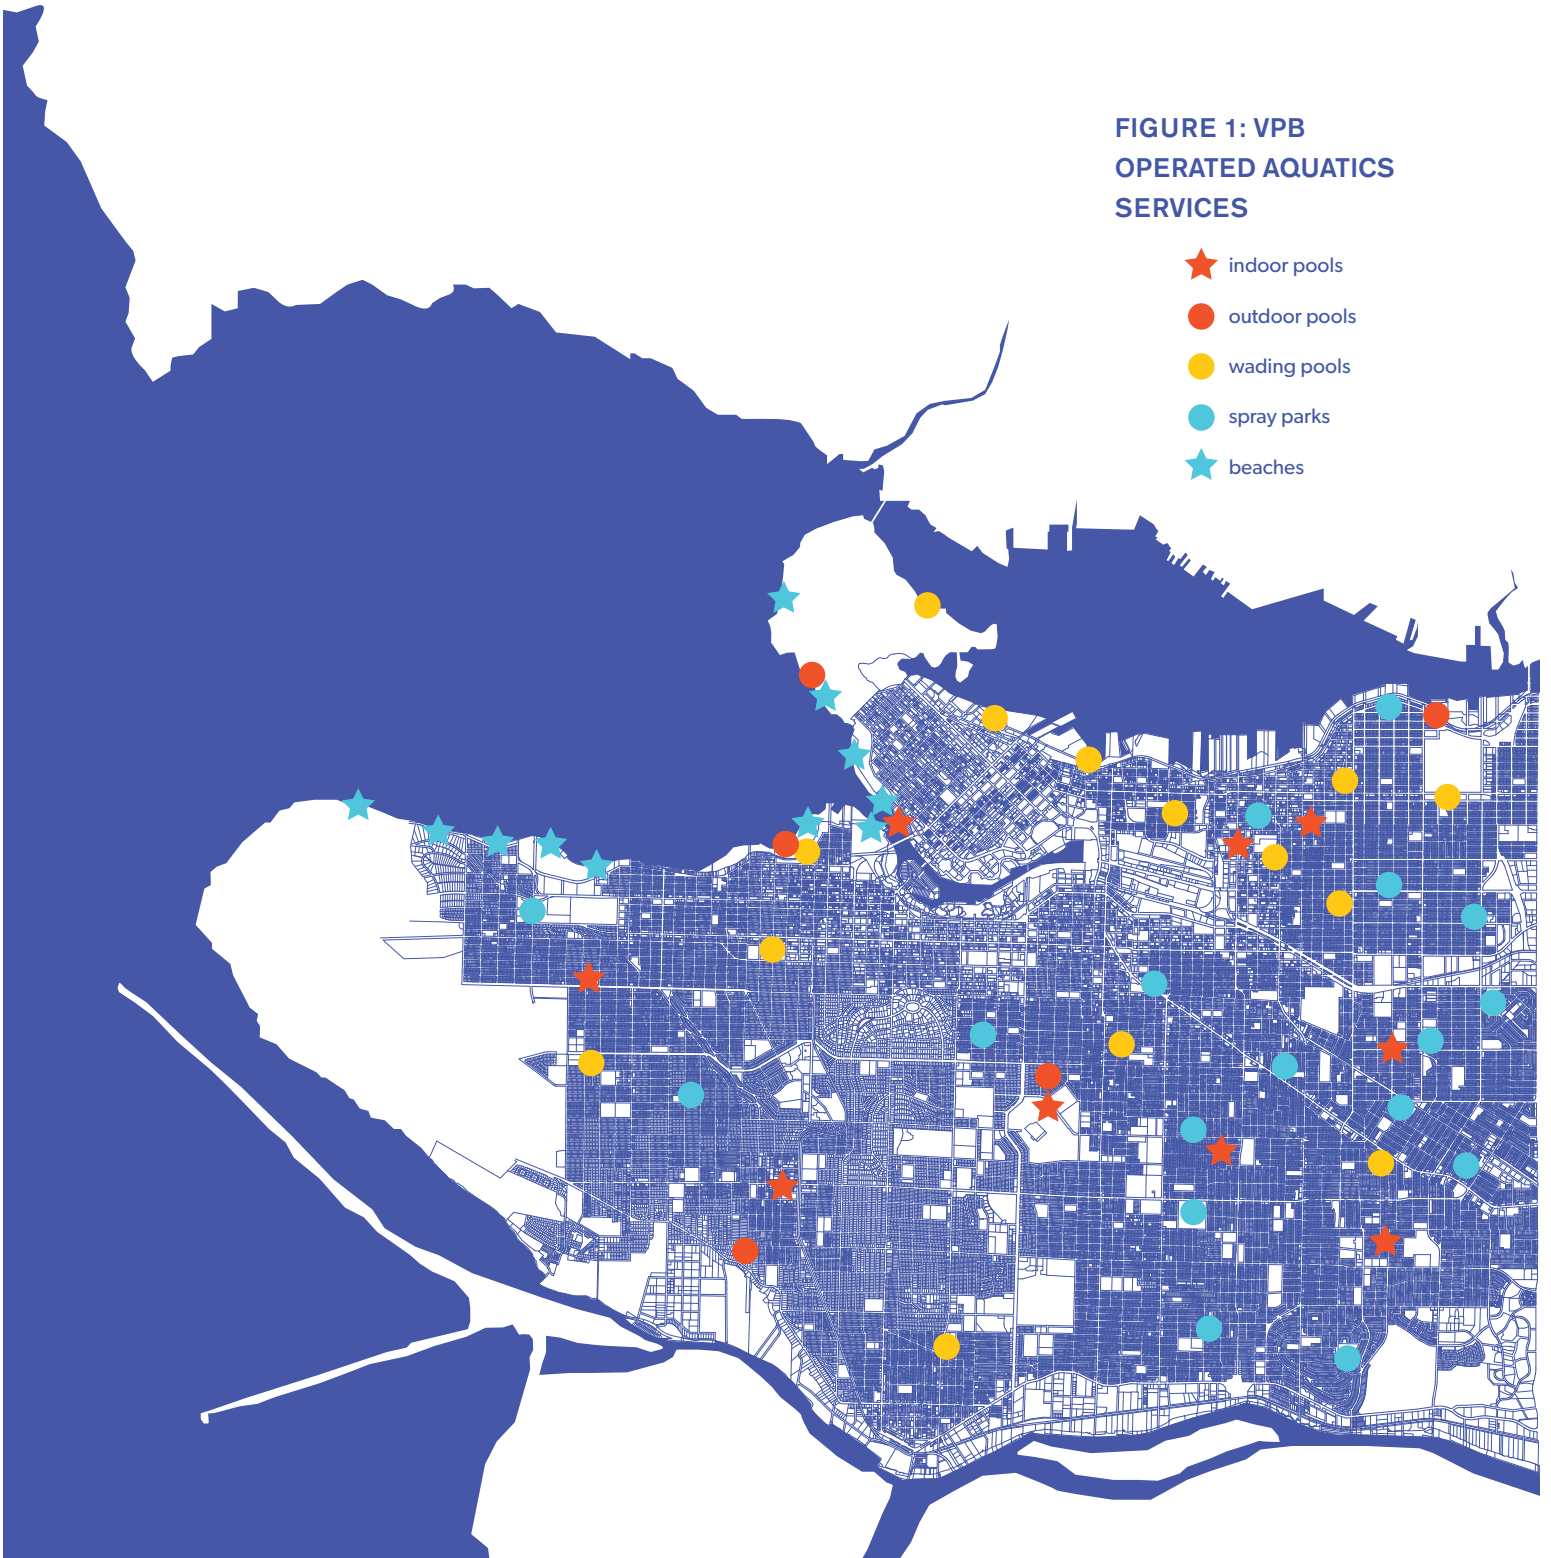 FIGURE 1: VPB
OPERATED AQUATICS
SERVICES
indoor pools
outdoor pools
wading pools
spray parks
beaches